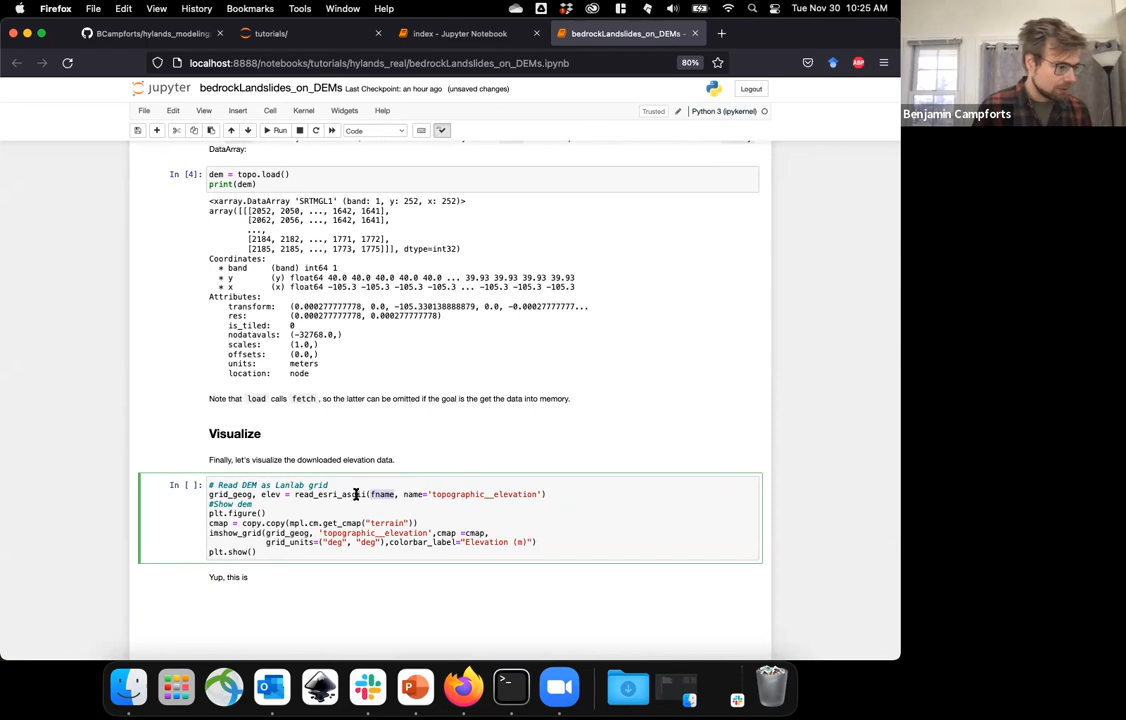 Firefox File Edit View History Bookmarks Tools Window Help Tue Nov 30 10:25 AM
BCampforts/hylands_modeling
tutorials/
index - Jupyter Notebook
bedrockLandslides_on_DEMs -
localhost:8888/notebooks/tutorials/hylands_real/bedrockLandslides_on_DEMs.ipynb
80%
ABP
Benjamin Campforts
jupyter bedrockLandslides_on_DEMs Last Checkpoint: an hour ago (unsaved changes)
Logout
File Edit View Insert Cell Kernel Widgets Help
Trusted Python 3 (ipykernel)
Run Code
DataArray:
In [4]: dem = topo.load()
print(dem)
<xarray.DataArray 'SRTMGL1' (band: 1, y: 252, x: 252)>
array([[[2052, 2050, ..., 1642, 1641],
[2062, 2056, ..., 1642, 1641],
...,
[2184, 2182, ..., 1771, 1772],
[2185, 2185, ..., 1773, 1775]]], dtype=int32)
Coordinates:
* band (band) int64 1
* y (y) float64 40.0 40.0 40.0 40.0 40.0 ... 39.93 39.93 39.93 39.93
* x (x) float64 -105.3 -105.3 -105.3 -105.3 ... -105.3 -105.3 -105.3
Attributes:
transform: (0.000277777778, 0.0, -105.330138888879, 0.0, -0.000277777777...
res: (0.000277777778, 0.000277777778)
is_tiled: 0
nodatavals: (-32768.0,)
scales: (1.0,)
offsets: (0.0,)
units: meters
location: node
Note that load calls fetch , so the latter can be omitted if the goal is the get the data into memory.
Visualize
Finally, let's visualize the downloaded elevation data.
In [ ]: # Read DEM as Lanlab grid
grid_geog, elev = read_esri_ascii(fname, name='topographic__elevation')
#Show dem
plt.figure()
cmap = copy.copy(mpl.cm.get_cmap("terrain"))
imshow_grid(grid_geog, 'topographic__elevation',cmap =cmap,
grid_units=("deg", "deg"),colorbar_label="Elevation (m)")
plt.show()
Yup, this is